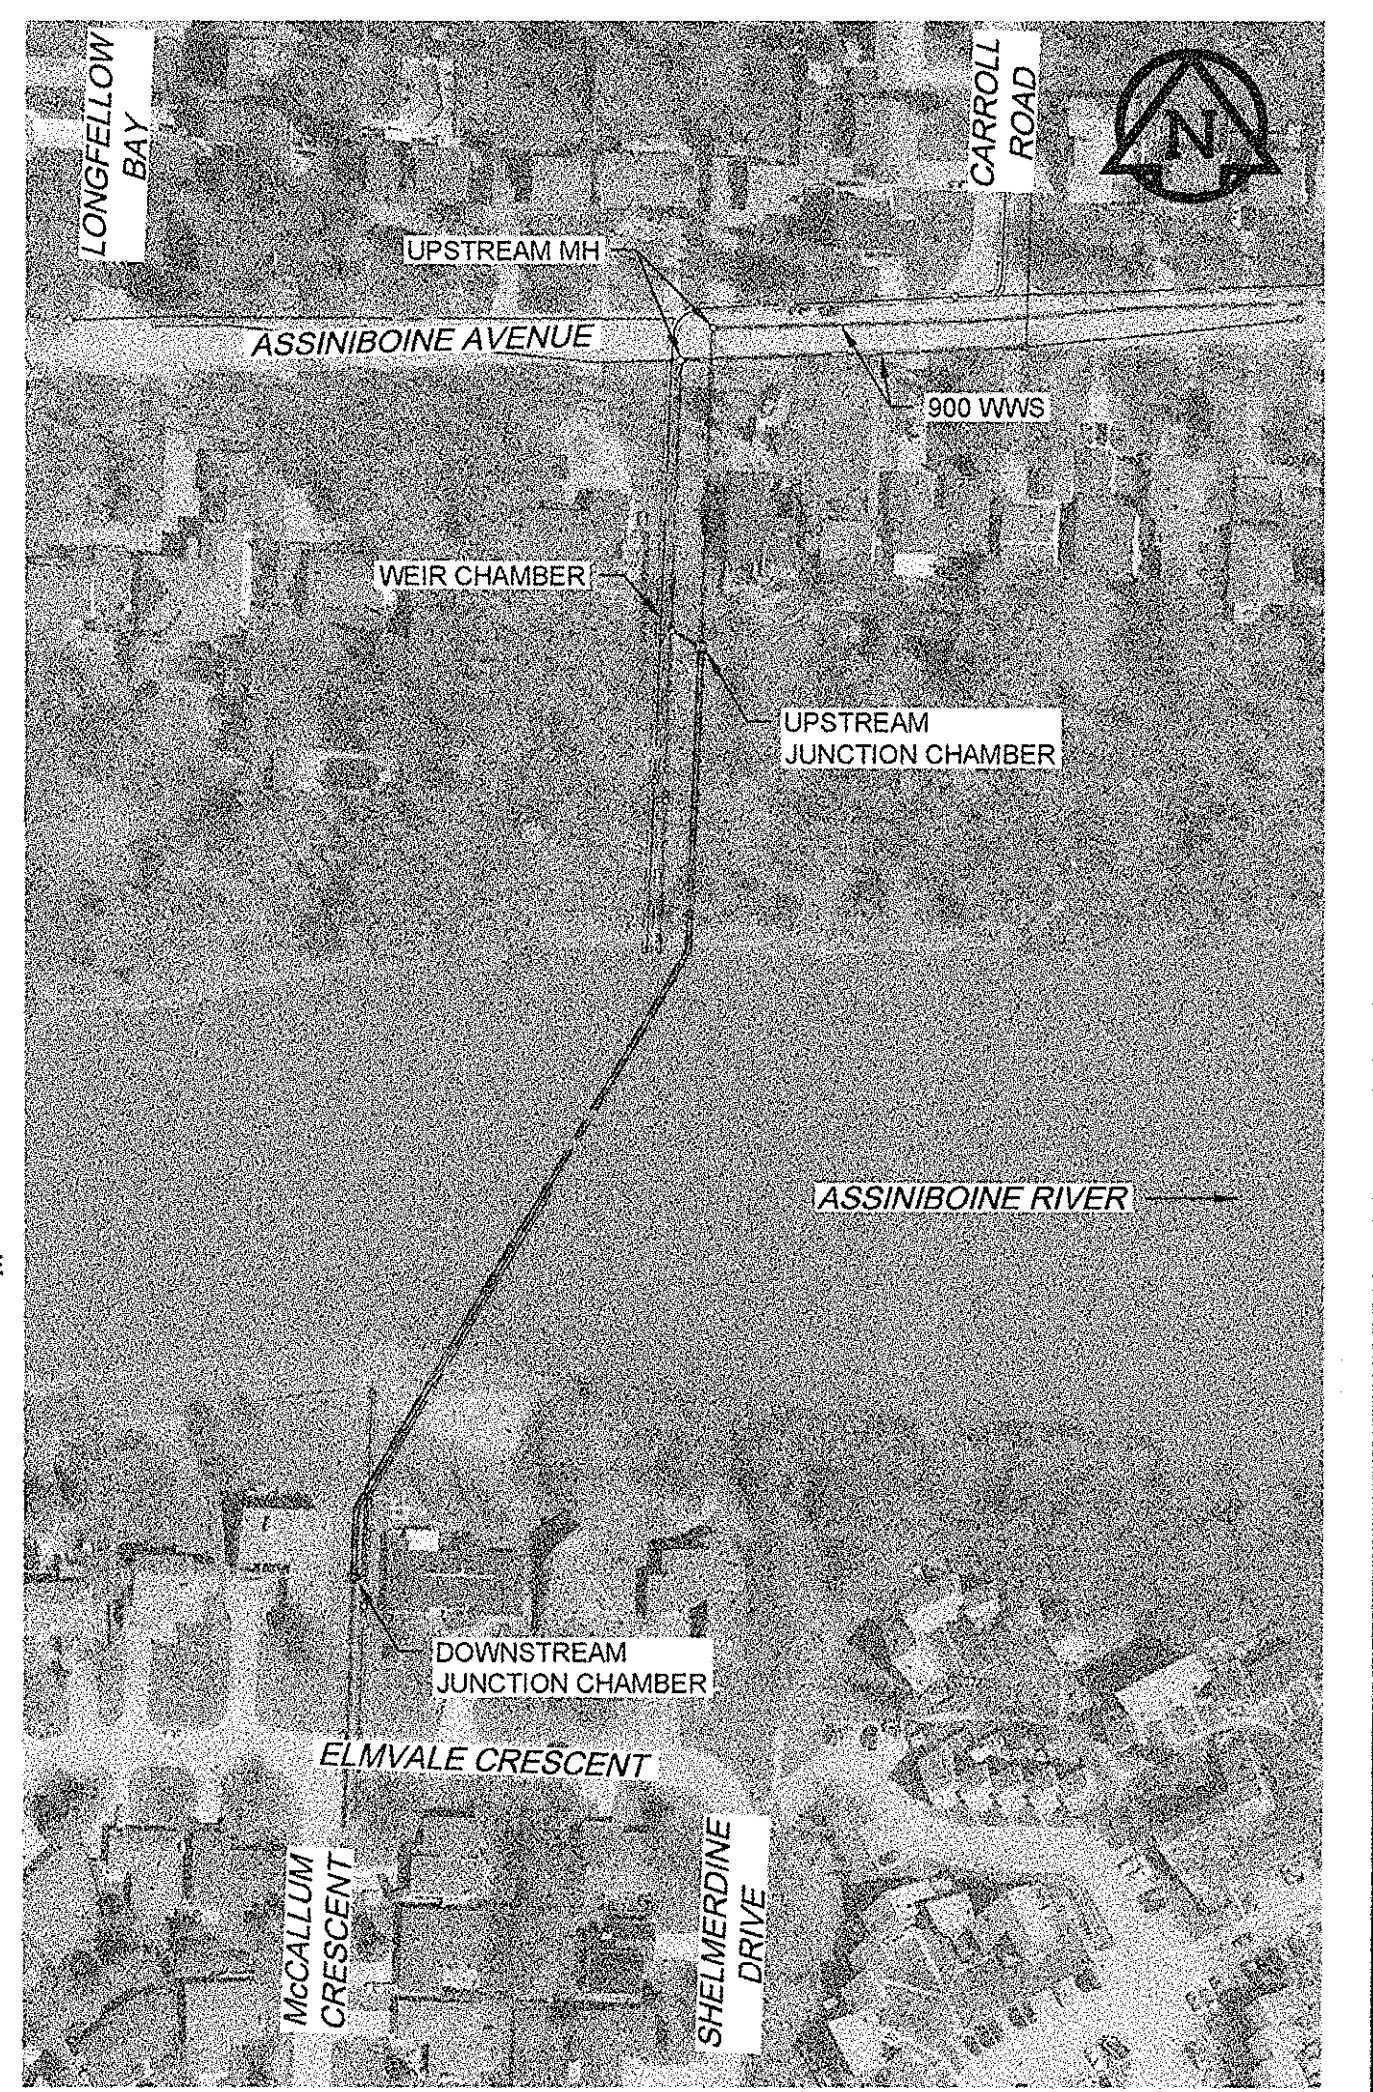 LONGFELLOW
BAY
CARROLL
ROAD
N
UPSTREAM MH
ASSINIBOINE AVENUE
900 WWS
WEIR CHAMBER
UPSTREAM
JUNCTION CHAMBER
ASSINIBOINE RIVER
DOWNSTREAM
JUNCTION CHAMBER
ELMVALE CRESCENT
McCALLUM
CRESCENT
SHELMERDINE
DRIVE